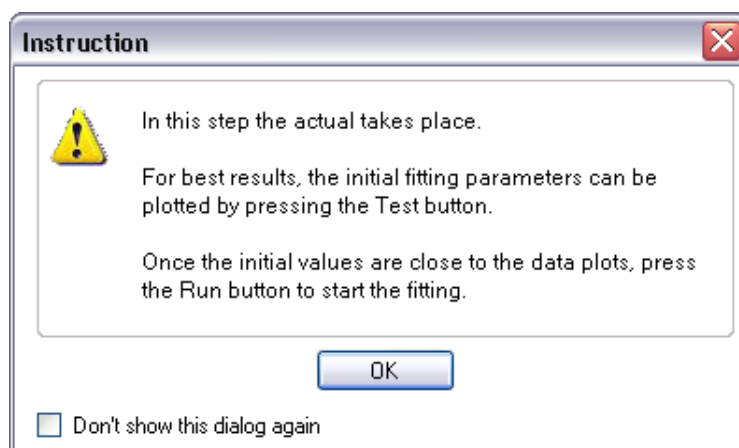 Instruction
In this step the actual takes place.
For best results, the initial fitting parameters can be
plotted by pressing the Test button.
Once the initial values are close to the data plots, press
the Run button to start the fitting.
OK
Don't show this dialog again